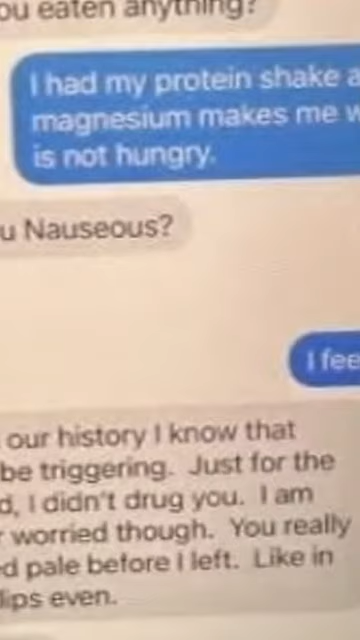 ou eaten anything?
I had my protein shake a
magnesium makes me w
is not hungry.
u Nauseous?
I fee
our history I know that
be triggering. Just for the
d, I didn't drug you. I am
r worried though. You really
d pale before I left. Like in
lips even.